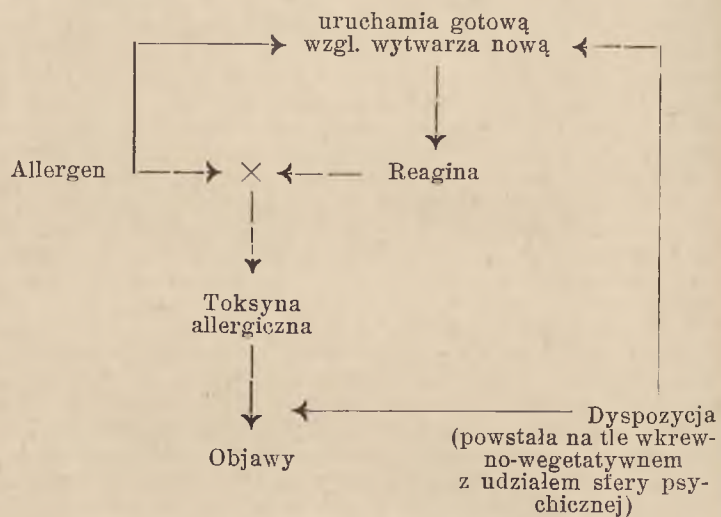 uruchamia gotową
wzgl. wytwarza nową
Allergen
×
Reagina
Toksyna
allergiczna
Objawy
Dyspozycja
(powstała na tle wkrew-
no-wegetatywnem
z udziałem sfery psy-
chicznej)